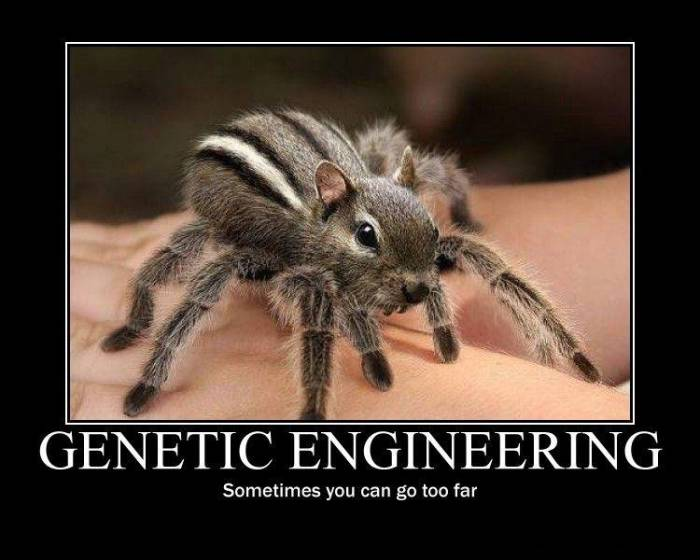 GENETIC ENGINEERING
Sometimes you can go too far